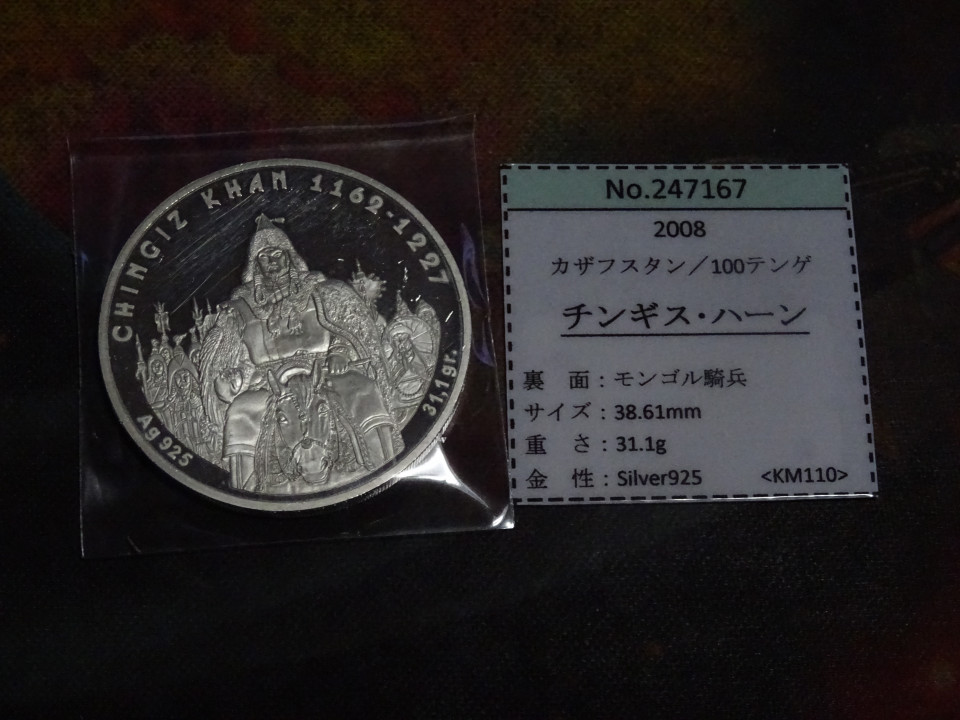 CHINGIZ KHAN 1162-1227
Ag 925
31,1 gr.
No.247167
2008
カザフスタン／100テンゲ
チンギス・ハーン
裏 面：モンゴル騎兵
サイズ：38.61mm
重 さ：31.1g
金 性：Silver925 <KM110>